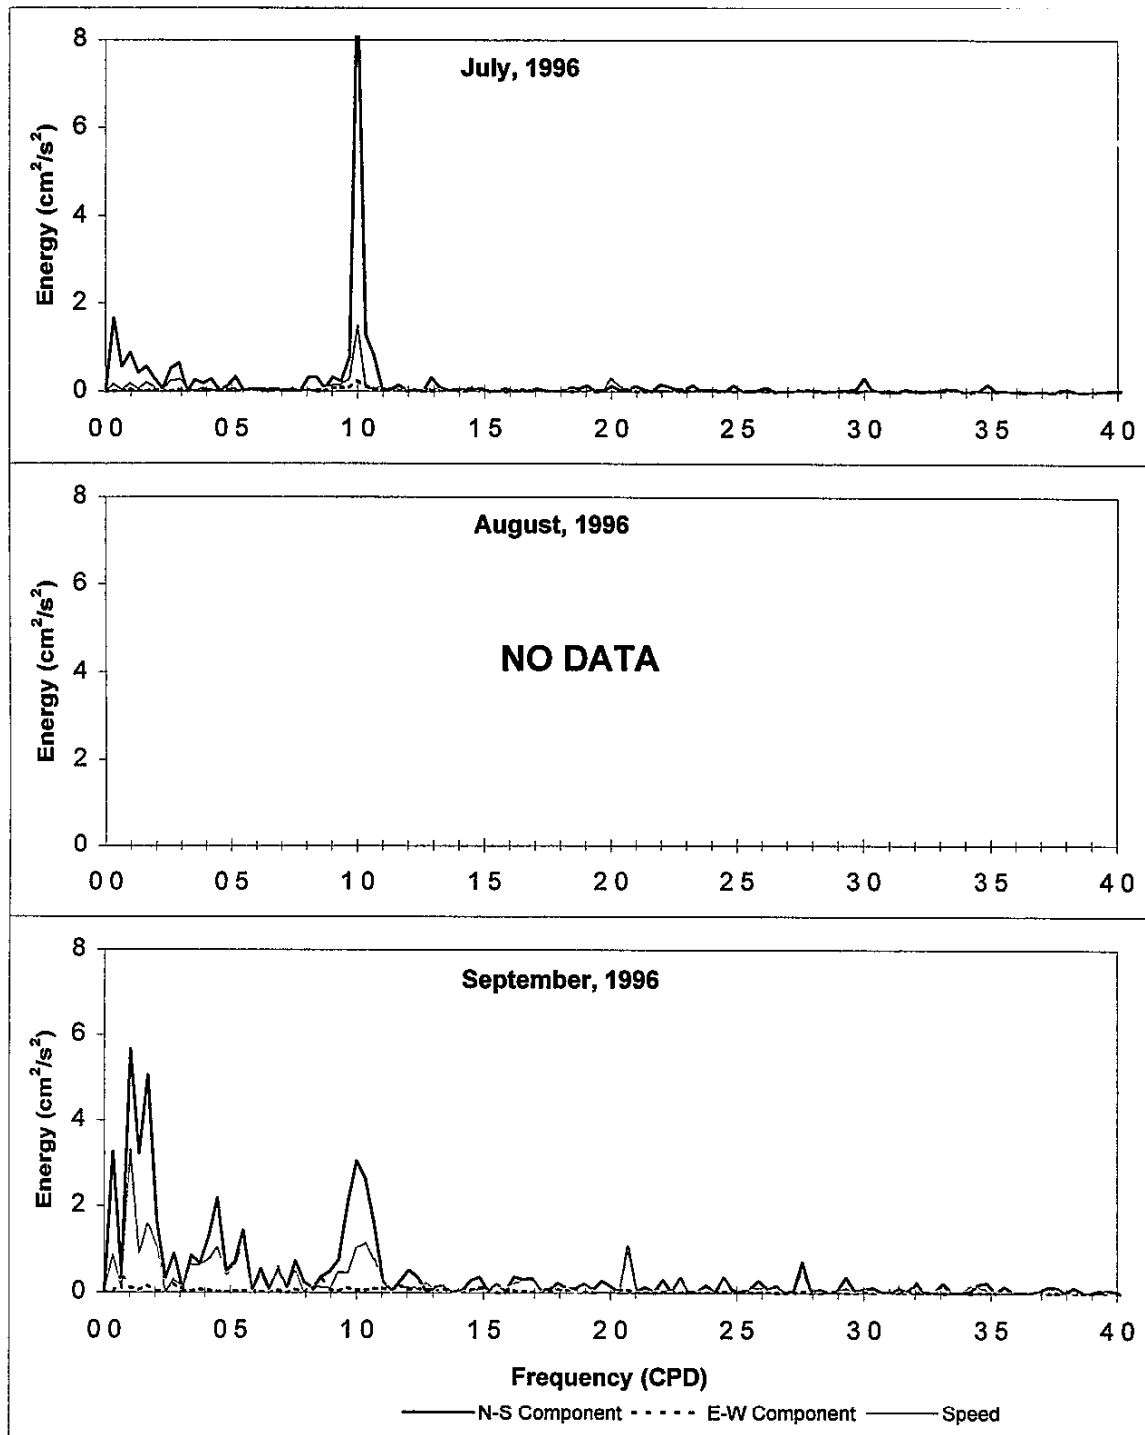 July, 1996
Energy (cm²/s²)
8
6
4
2
0
0 0 0 5 1 0 1 5 2 0 2 5 3 0 3 5 4 0
August, 1996
Energy (cm²/s²)
8
6
4
2
0
NO DATA
0 0 0 5 1 0 1 5 2 0 2 5 3 0 3 5 4 0
September, 1996
Energy (cm²/s²)
8
6
4
2
0
0 0 0 5 1 0 1 5 2 0 2 5 3 0 3 5 4 0
Frequency (CPD)
N-S Component E-W Component Speed